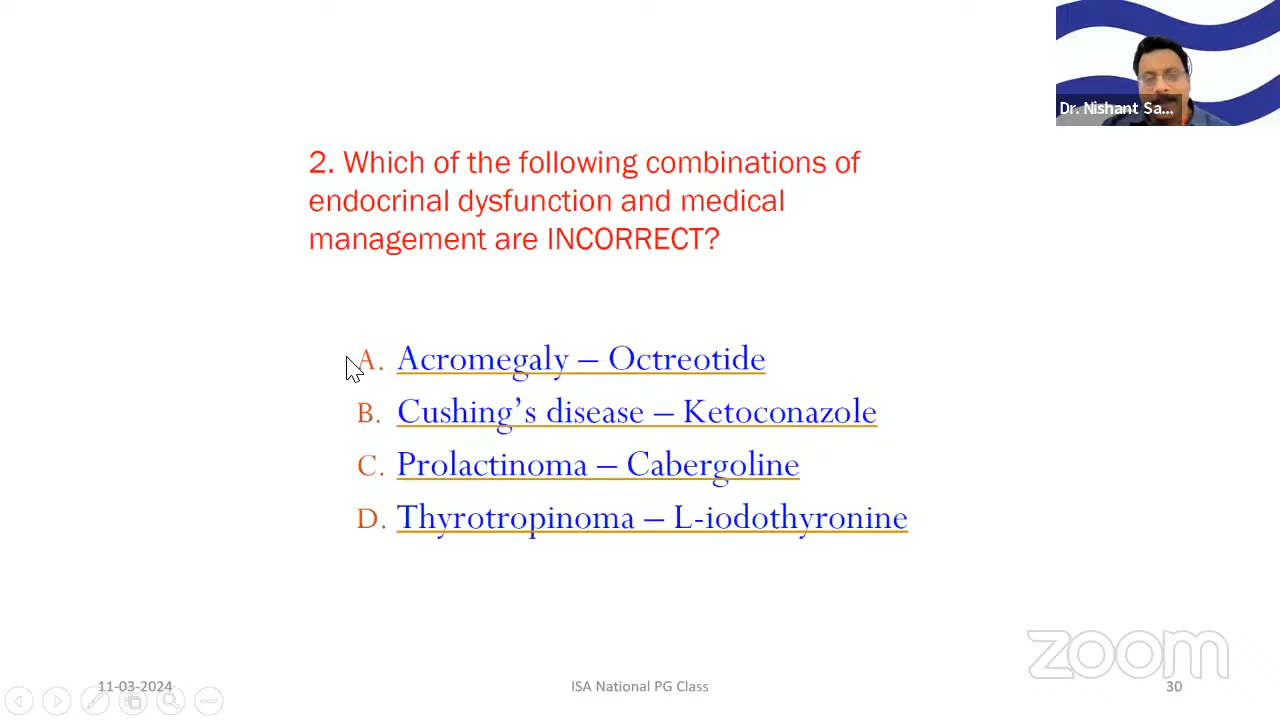 Dr. Nishant Sa...
2. Which of the following combinations of
endocrinal dysfunction and medical
management are INCORRECT?
A. Acromegaly – Octreotide
B. Cushing’s disease – Ketoconazole
C. Prolactinoma – Cabergoline
D. Thyrotropinoma – L-iodothyronine
zoom
11-03-2024 ISA National PG Class 30